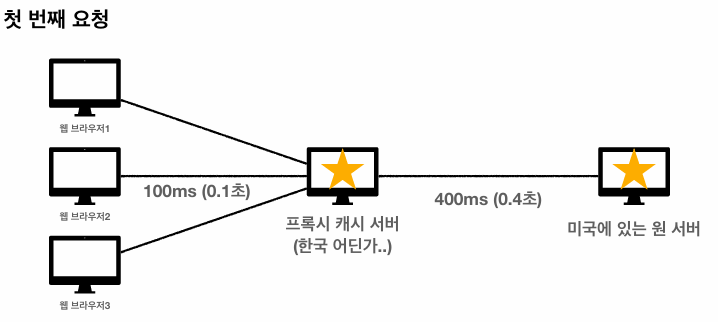 첫 번째 요청
웹 브라우저1
웹 브라우저2
100ms (0.1초)
400ms (0.4초)
프록시 캐시 서버
(한국 어딘가..)
미국에 있는 원 서버
웹 브라우저3